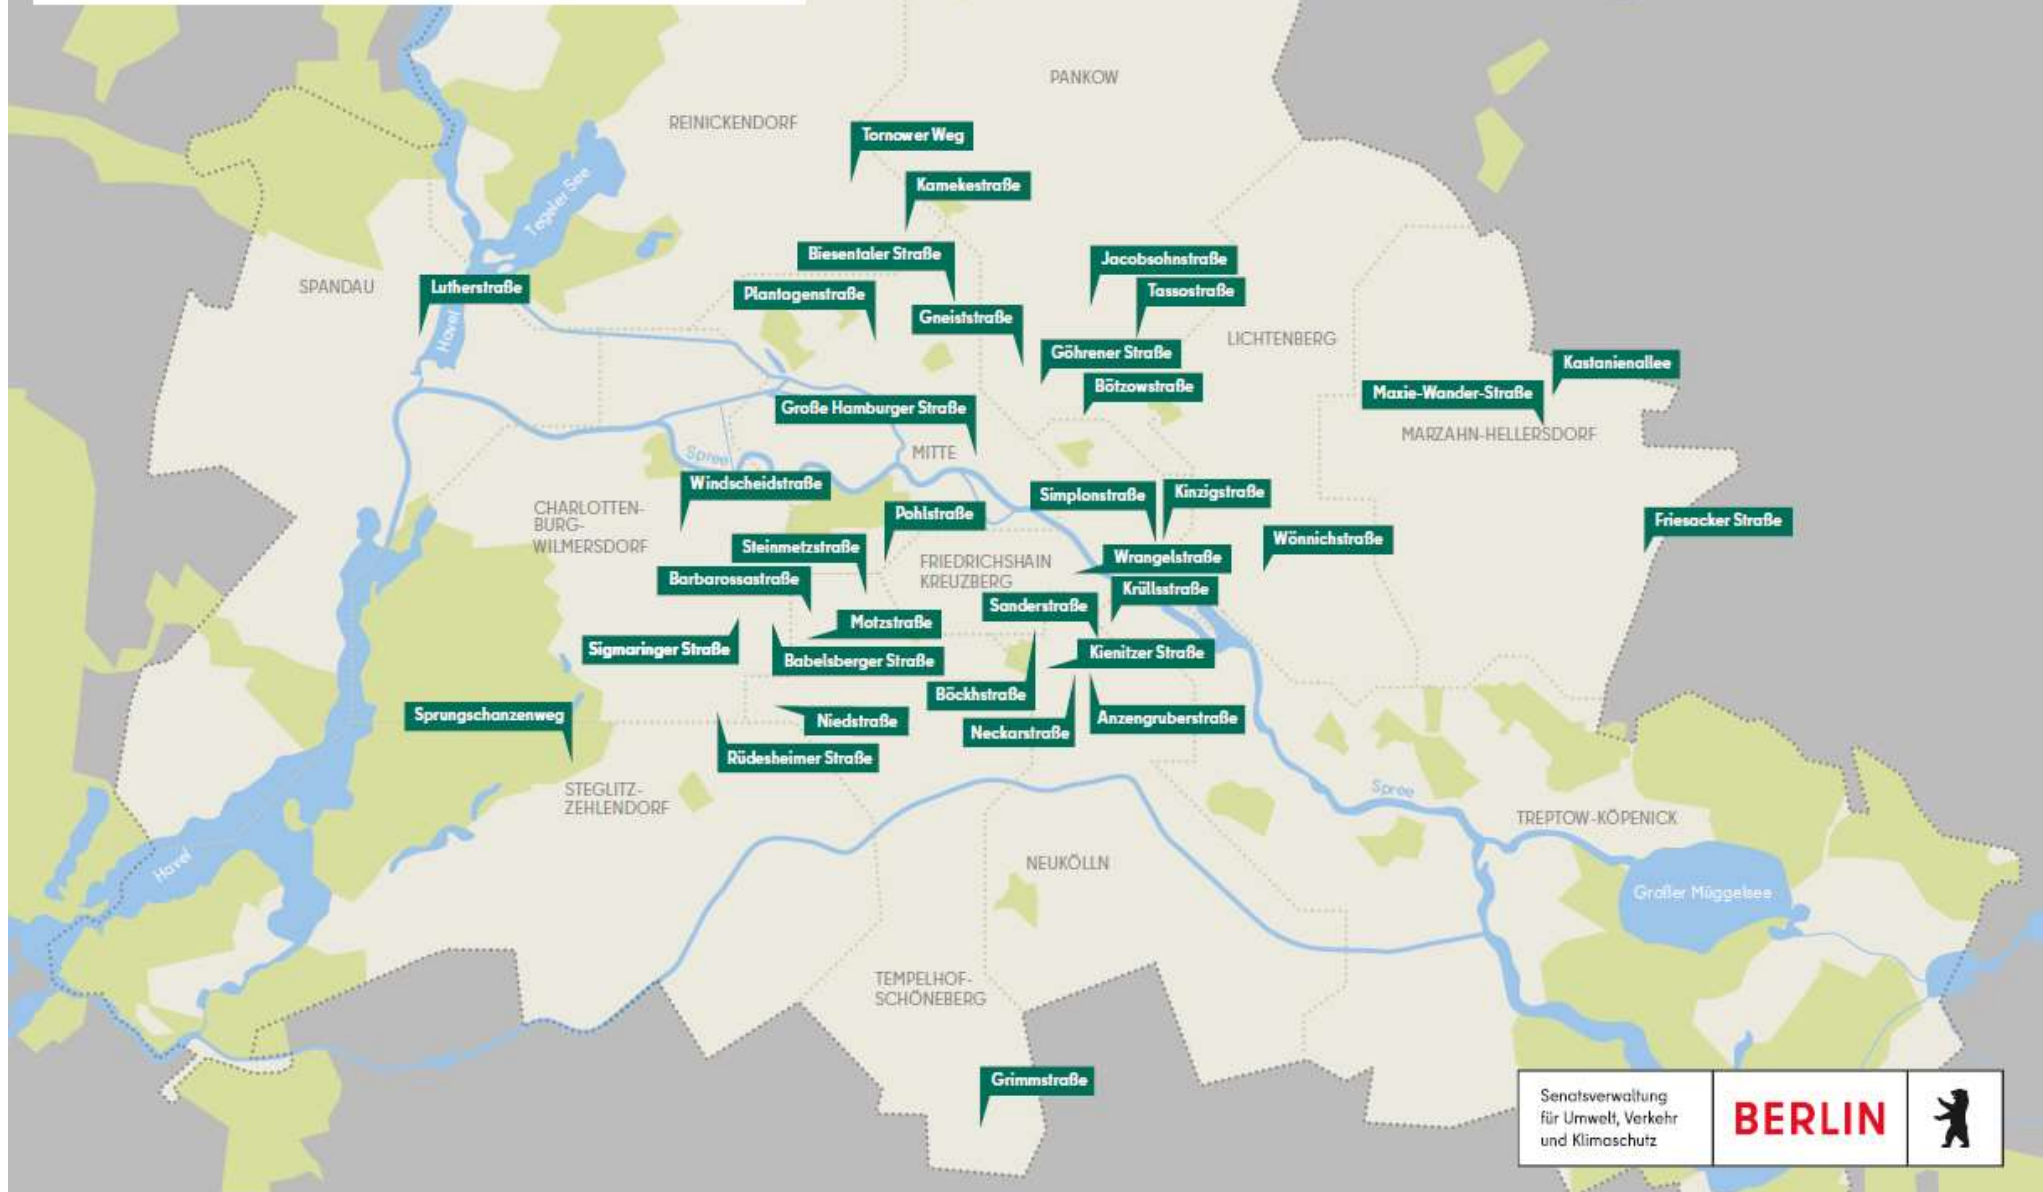 PANKOW
REINICKENDORF
Tornower Weg
Kamekestraße
Tegeler See
Biesentaler Straße
Jacobsohnstraße
SPANDAU
Lutherstraße
Plantagenstraße
Tassostraße
Gneiststraße
Havel
LICHTENBERG
Göhrener Straße
Kastanienallee
Bötzowstraße
Maxie-Wander-Straße
Große Hamburger Straße
MARZAHN-HELLERSDORF
MITTE
Spree
Windscheidstraße
Simplonstraße
Kinzigstraße
CHARLOTTEN-
BURG-
WILMERSDORF
Pohlstraße
Friesacker Straße
Wönnichstraße
Steinmetzstraße
FRIEDRICHSHAIN
KREUZBERG
Wrangelstraße
Barbarossastraße
Krüllsstraße
Sanderstraße
Motzstraße
Sigmaringer Straße
Babelsberger Straße
Kienitzer Straße
Böckhstraße
Sprungschanzenweg
Niedstraße
Neckarstraße
Anzengruberstraße
Rüdesheimer Straße
STEGLITZ-
ZEHLENDORF
Spree
TREPTOW-KÖPENICK
Havel
NEUKÖLLN
Großer Müggelsee
TEMPELHOF-
SCHÖNEBERG
Grimmstraße
Senatsverwaltung
für Umwelt, Verkehr
und Klimaschutz
BERLIN